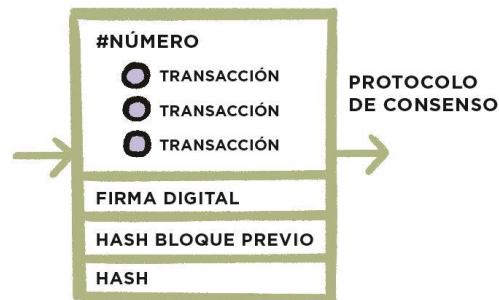 #NÚMERO
TRANSACCIÓN
TRANSACCIÓN
TRANSACCIÓN
PROTOCOLO
DE CONSENSO
FIRMA DIGITAL
HASH BLOQUE PREVIO
HASH